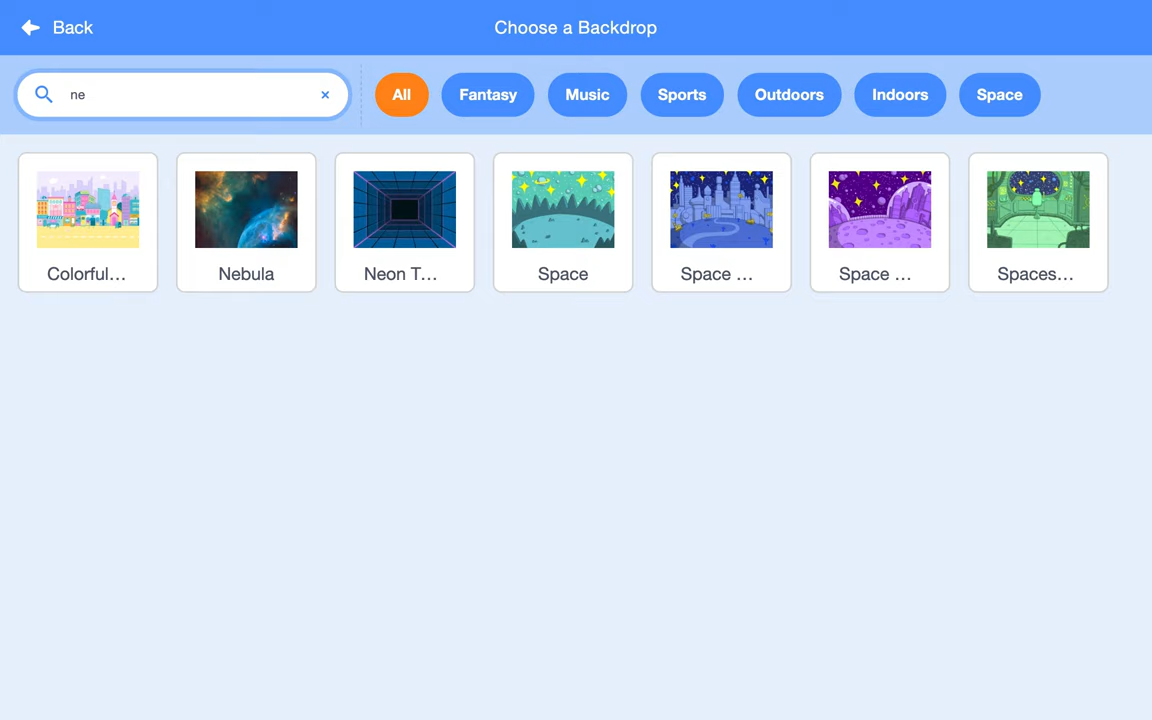 Back
Choose a Backdrop
ne
All
Fantasy
Music
Sports
Outdoors
Indoors
Space
Colorful...
Nebula
Neon T...
Space
Space ...
Space ...
Spaces...